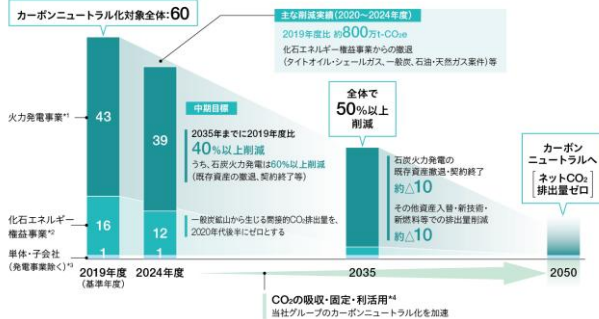 カーボンニュートラル化対象全体:60
主な削減実績(2020~2024年度)
2019年度比 約800万t-CO₂e
化石エネルギー権益事業からの撤退
(タイトオイル・シェールガス、一般炭、石油・天然ガス案件)等
火力発電事業*1
43
39
中期目標
2035年までに2019年度比
40%以上削減
うち、石炭火力発電は60%以上削減
(既存資産の撤退、契約終了等)
全体で
50%以上
削減
石炭火力発電の
既存資産撤退・契約終了
約△10
その他資産入替・新技術・
新燃料等での排出量削減
約△10
カーボン
ニュートラルへ
[ネットCO₂
排出量ゼロ]
化石エネルギー
権益事業*2
16
12
一般炭鉱山から生じる間接的CO₂排出量を、
2020年代後半にゼロとする
単体・子会社
(発電事業除く)*3
1
1
2019年度
(基準年度)
2024年度
2035
2050
CO₂の吸収・固定・利活用*4
当社グループのカーボンニュートラル化を加速